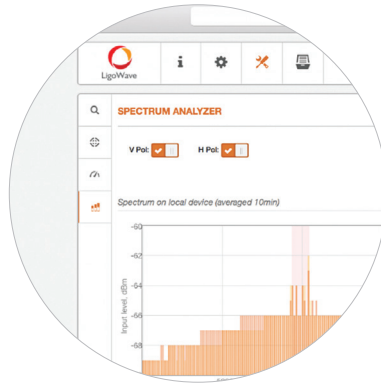 LigoWave
SPECTRUM ANALYZER
V Pol:
H Pol:
Spectrum on local device (averaged 10min)
Input level, dBm
-60
-62
-64
-66
-68